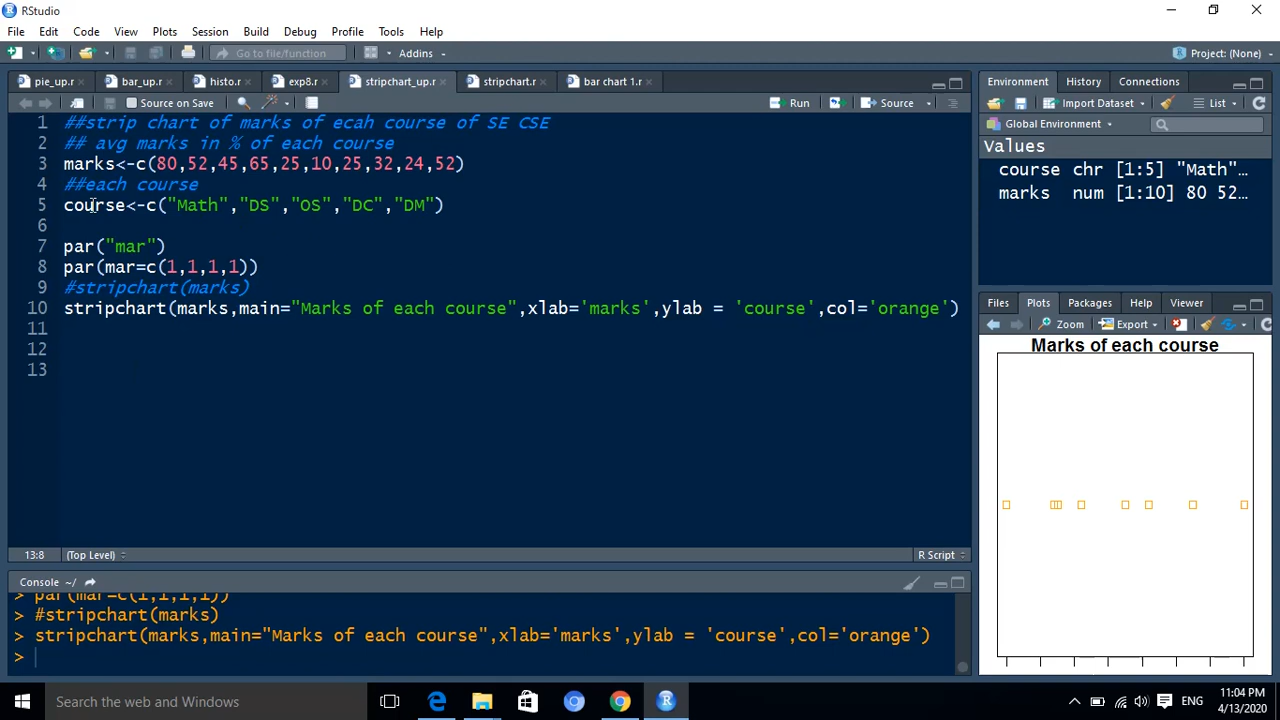 RStudio
File Edit Code View Plots Session Build Debug Profile Tools Help
Go to file/function Addins Project: (None)
pie_up.r bar_up.r histo.r exp8.r stripchart_up.r stripchart.r bar chart 1.r
Source on Save Run Source
1 ##strip chart of marks of ecah course of SE CSE
2 ## avg marks in % of each course
3 marks<-c(80,52,45,65,25,10,25,32,24,52)
4 ##each course
5 course<-c("Math","DS","OS","DC","DM")
6
7 par("mar")
8 par(mar=c(1,1,1,1))
9 #stripchart(marks)
10 stripchart(marks,main="Marks of each course",xlab='marks',ylab = 'course',col='orange')
11
12
13
13:8 (Top Level) R Script
Console ~/
> par(mar=c(1,1,1,1))
> #stripchart(marks)
> stripchart(marks,main="Marks of each course",xlab='marks',ylab = 'course',col='orange')
>
Environment History Connections
Import Dataset List
Global Environment
Values
course chr [1:5] "Math"…
marks num [1:10] 80 52…
Files Plots Packages Help Viewer
Zoom Export
Marks of each course
Search the web and Windows
ENG
11:04 PM
4/13/2020